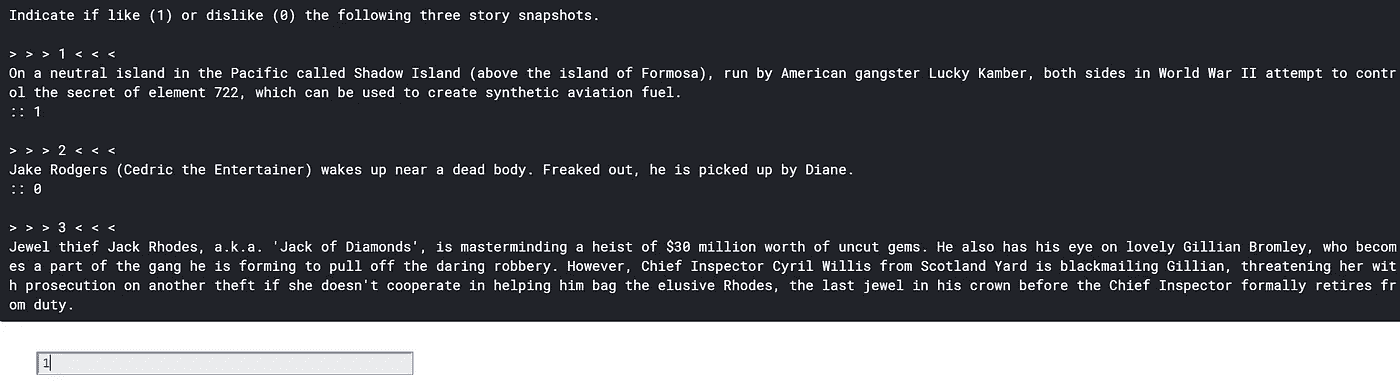 Indicate if like (1) or dislike (0) the following three story snapshots.
> > > 1 < < <
On a neutral island in the Pacific called Shadow Island (above the island of Formosa), run by American gangster Lucky Kamber, both sides in World War II attempt to contr
ol the secret of element 722, which can be used to create synthetic aviation fuel.
:: 1
> > > 2 < < <
Jake Rodgers (Cedric the Entertainer) wakes up near a dead body. Freaked out, he is picked up by Diane.
:: 0
> > > 3 < < <
Jewel thief Jack Rhodes, a.k.a. 'Jack of Diamonds', is masterminding a heist of $30 million worth of uncut gems. He also has his eye on lovely Gillian Bromley, who becom
es a part of the gang he is forming to pull off the daring robbery. However, Chief Inspector Cyril Willis from Scotland Yard is blackmailing Gillian, threatening her wit
h prosecution on another theft if she doesn't cooperate in helping him bag the elusive Rhodes, the last jewel in his crown before the Chief Inspector formally retires fr
om duty.
1